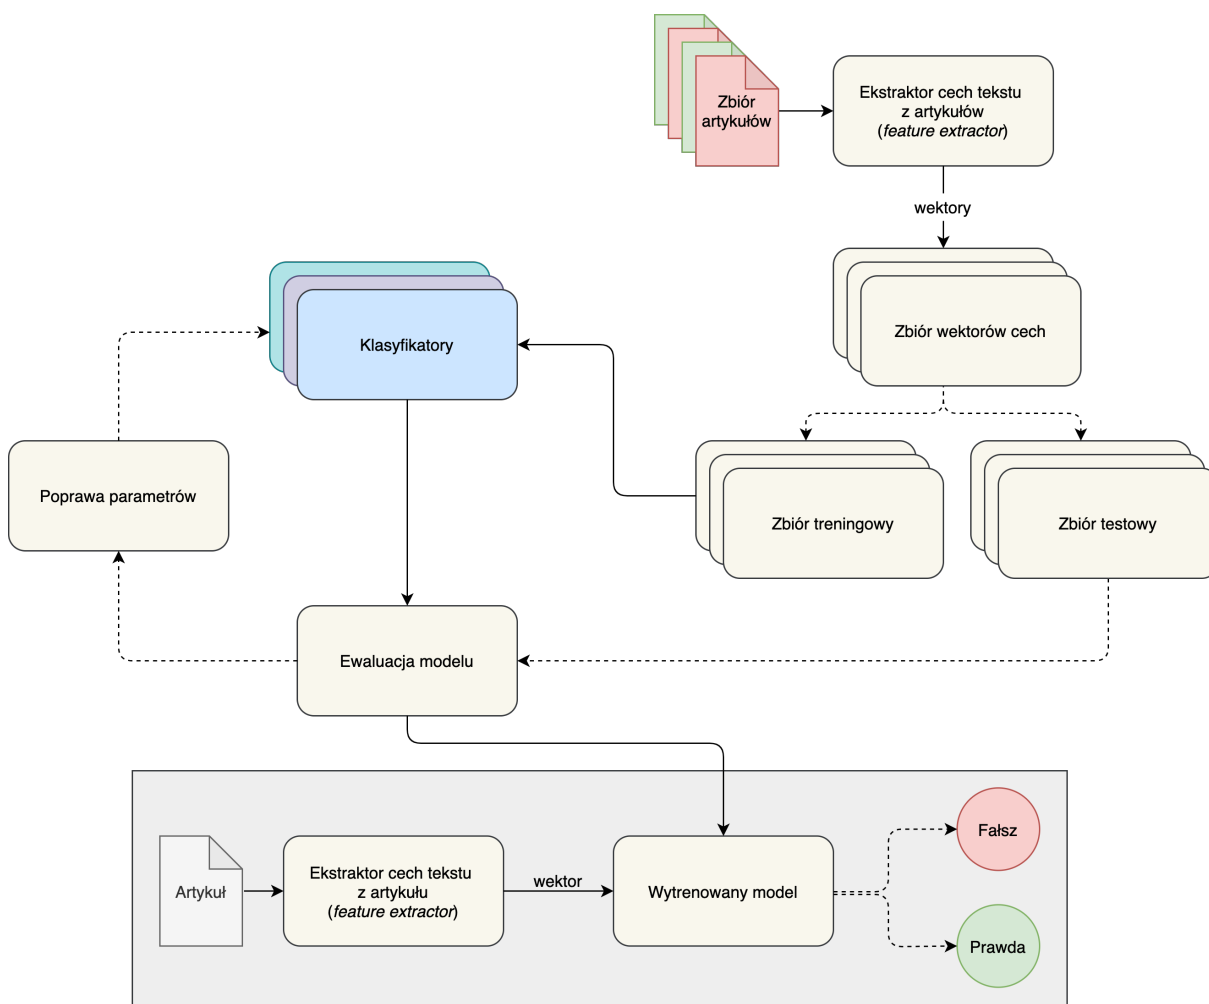 Zbiór
artykułów
Ekstraktor cech tekstu
z artykułów
(feature extractor)
wektory
Zbiór wektorów cech
Klasyfikatory
Poprawa parametrów
Zbiór treningowy
Zbiór testowy
Ewaluacja modelu
Artykuł
Ekstraktor cech tekstu
z artykułu
(feature extractor)
wektor
Wytrenowany model
Fałsz
Prawda